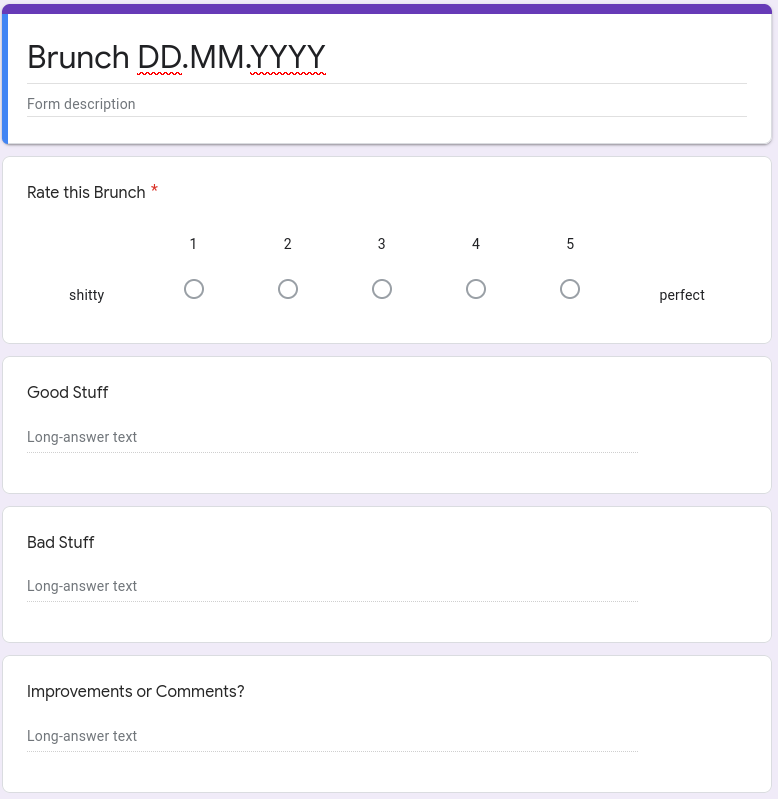 Brunch DD.MM.YYYY
Form description
Rate this Brunch *
1 2 3 4 5
shitty perfect
Good Stuff
Long-answer text
Bad Stuff
Long-answer text
Improvements or Comments?
Long-answer text